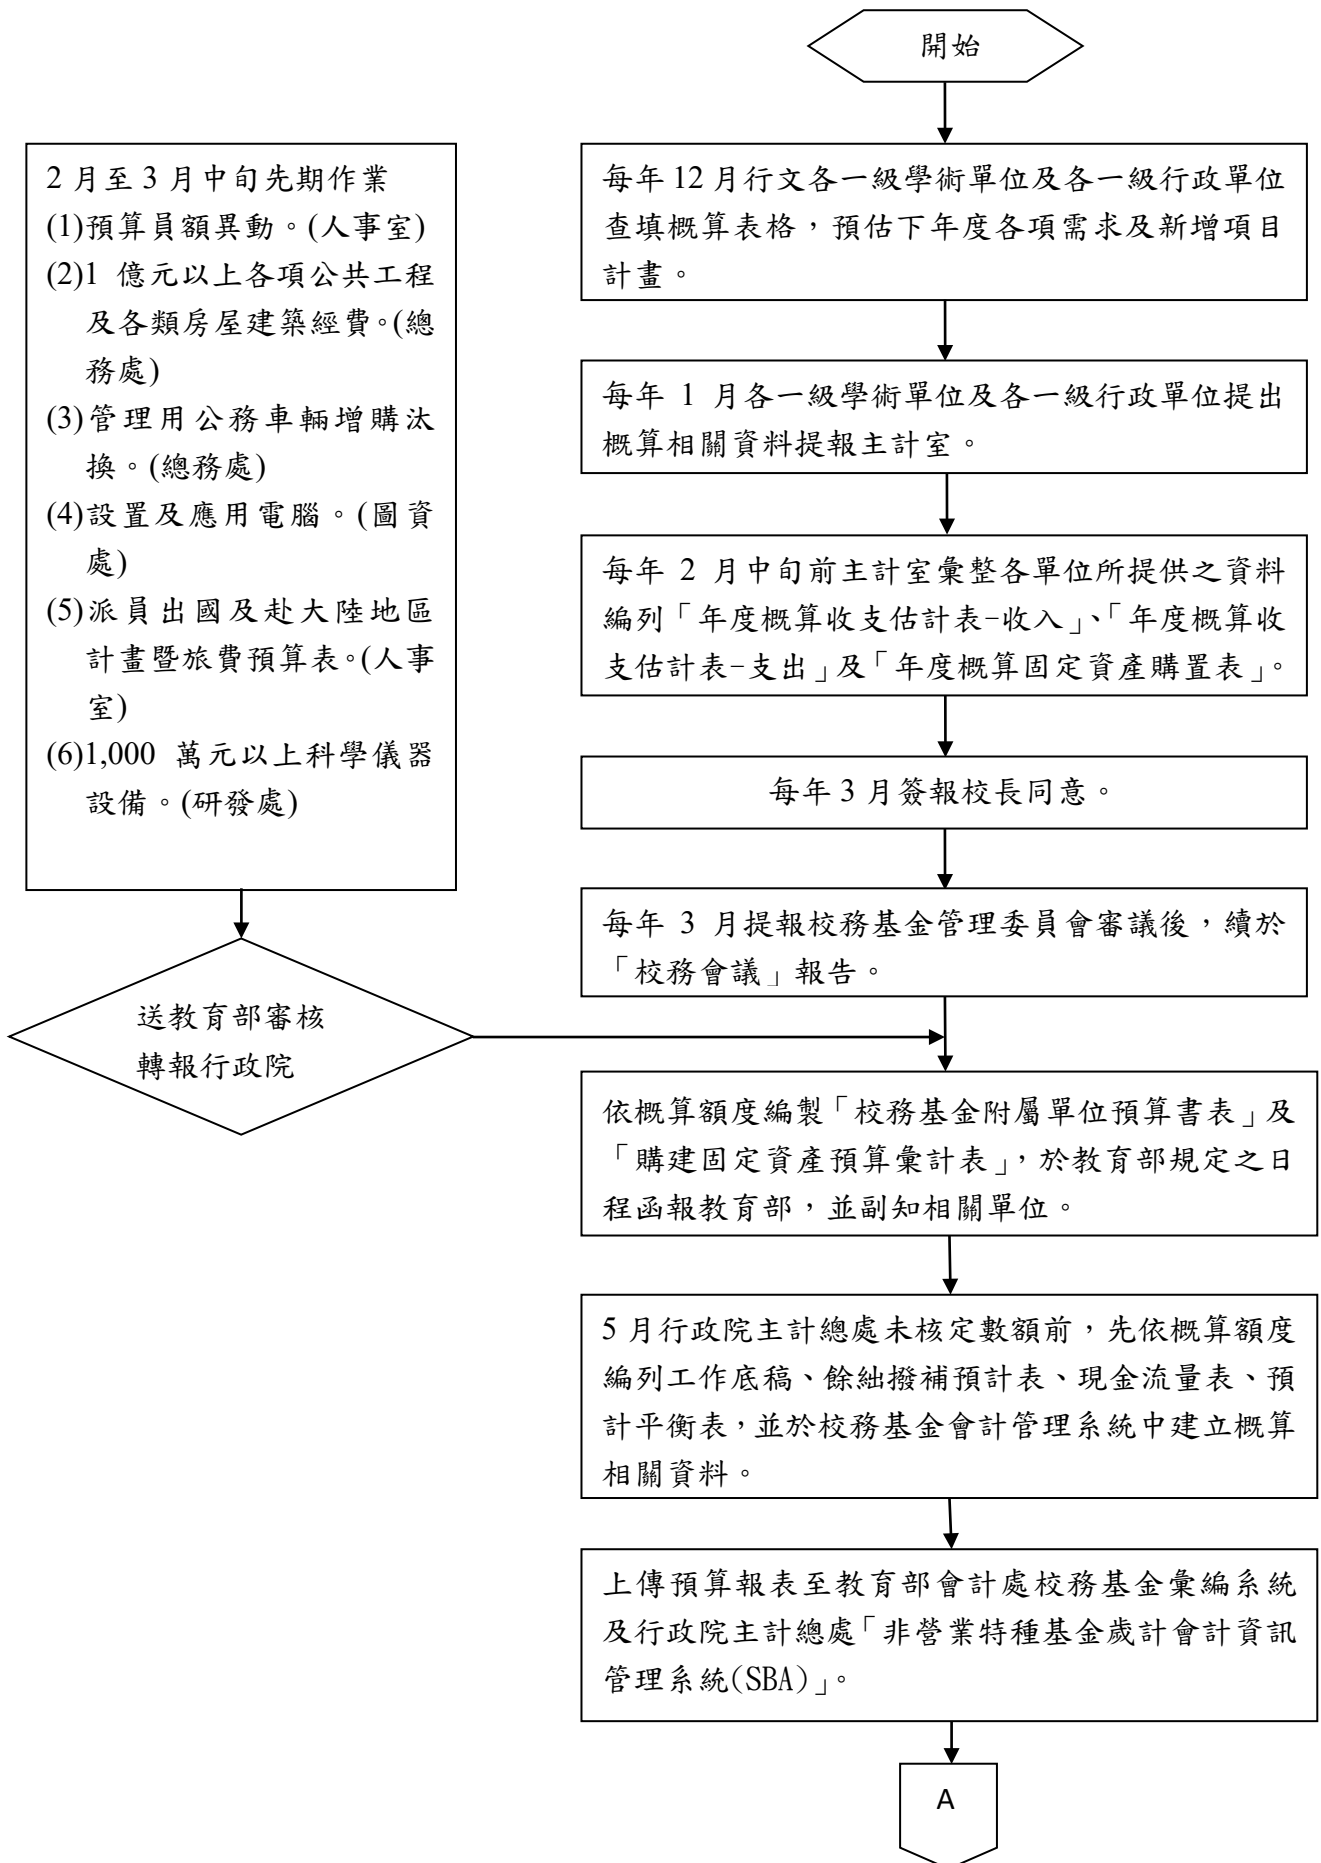 開始
2 月至 3 月中旬先期作業
(1)預算員額異動。(人事室)
(2)1 億元以上各項公共工程
及各類房屋建築經費。(總
務處)
(3)管理用公務車輛增購汰
換。(總務處)
(4)設置及應用電腦。(圖資
處)
(5)派員出國及赴大陸地區
計畫暨旅費預算表。(人事
室)
(6)1,000 萬元以上科學儀器
設備。(研發處)
送教育部審核
轉報行政院
每年 12 月行文各一級學術單位及各一級行政單位
查填概算表格，預估下年度各項需求及新增項目
計畫。
每年 1 月各一級學術單位及各一級行政單位提出
概算相關資料提報主計室。
每年 2 月中旬前主計室彙整各單位所提供之資料
編列「年度概算收支估計表-收入」、「年度概算收
支估計表-支出」及「年度概算固定資產購置表」。
每年 3 月簽報校長同意。
每年 3 月提報校務基金管理委員會審議後，續於
「校務會議」報告。
依概算額度編製「校務基金附屬單位預算書表」及
「購建固定資產預算彙計表」，於教育部規定之日
程函報教育部，並副知相關單位。
5 月行政院主計總處未核定數額前，先依概算額度
編列工作底稿、餘絀撥補預計表、現金流量表、預
計平衡表，並於校務基金會計管理系統中建立概算
相關資料。
上傳預算報表至教育部會計處校務基金彙編系統
及行政院主計總處「非營業特種基金歲計會計資訊
管理系統(SBA)」。
A